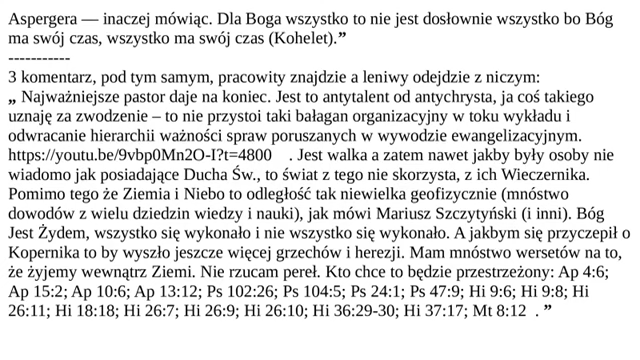 Aspergera — inaczej mówiąc. Dla Boga wszystko to nie jest dosłownie wszystko bo Bóg
ma swój czas, wszystko ma swój czas (Kohelet).”
-----------
3 komentarz, pod tym samym, pracowity znajdzie a leniwy odejdzie z niczym:
„ Najważniejsze pastor daje na koniec. Jest to antytalent od antychrysta, ja coś takiego
uznaję za zwodzenie – to nie przystoi taki bałagan organizacyjny w toku wykładu i
odwracanie hierarchii ważności spraw poruszanych w wywodzie ewangelizacyjnym.
https://youtu.be/9vbp0Mn2O-I?t=4800 . Jest walka a zatem nawet jakby były osoby nie
wiadomo jak posiadające Ducha Św., to świat z tego nie skorzysta, z ich Wieczernika.
Pomimo tego że Ziemia i Niebo to odległość tak niewielka geofizycznie (mnóstwo
dowodów z wielu dziedzin wiedzy i nauki), jak mówi Mariusz Szczytyński (i inni). Bóg
Jest Żydem, wszystko się wykonało i nie wszystko się wykonało. A jakbym się przyczepił o
Kopernika to by wyszło jeszcze więcej grzechów i herezji. Mam mnóstwo wersetów na to,
że żyjemy wewnątrz Ziemi. Nie rzucam pereł. Kto chce to będzie przestrzeżony: Ap 4:6;
Ap 15:2; Ap 10:6; Ap 13:12; Ps 102:26; Ps 104:5; Ps 24:1; Ps 47:9; Hi 9:6; Hi 9:8; Hi
26:11; Hi 18:18; Hi 26:7; Hi 26:9; Hi 26:10; Hi 36:29-30; Hi 37:17; Mt 8:12 . ”